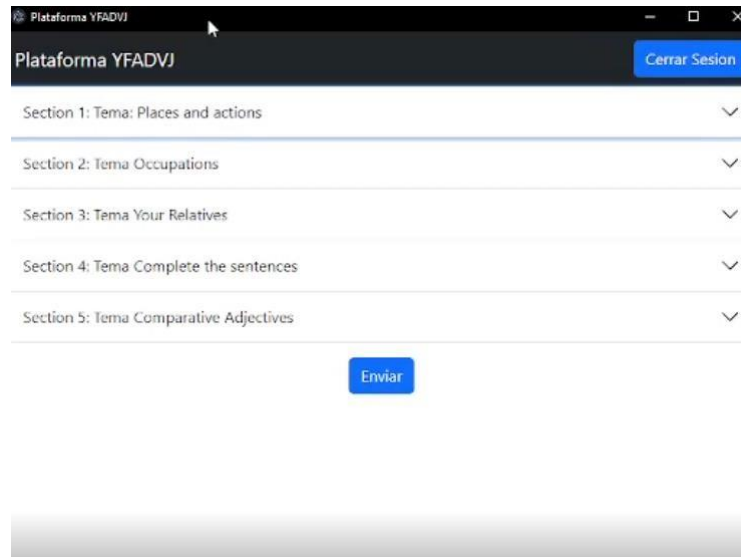 Plataforma YFADVJ
Plataforma YFADVJ
Cerrar Sesion
Section 1: Tema: Places and actions
Section 2: Tema Occupations
Section 3: Tema Your Relatives
Section 4: Tema Complete the sentences
Section 5: Tema Comparative Adjectives
Enviar